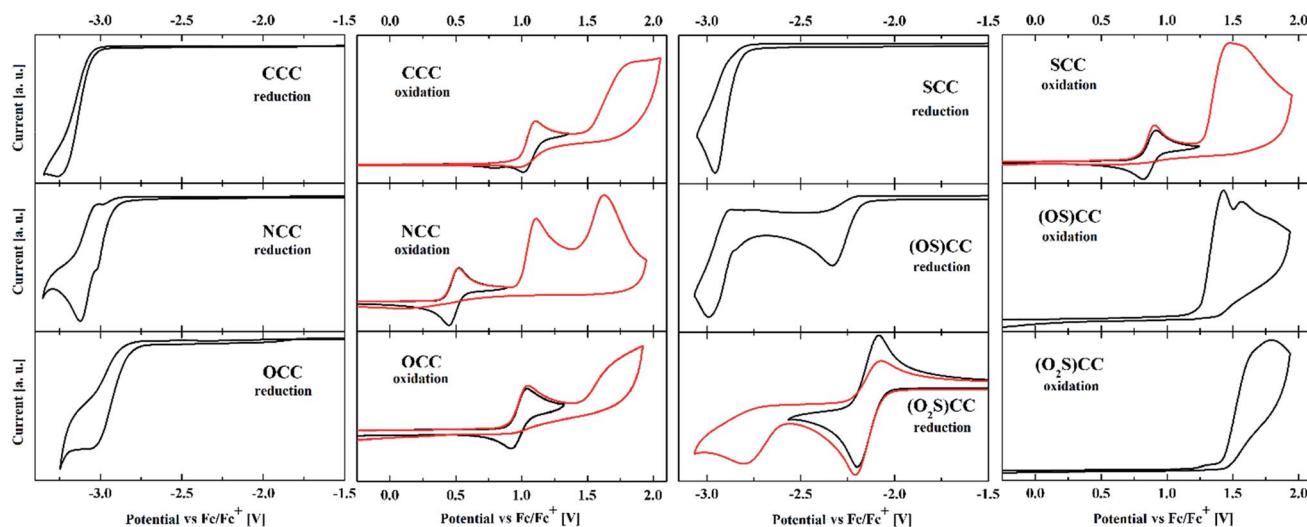 -3.0 -2.5 -2.0 -1.5 0.0 0.5 1.0 1.5 2.0 -3.0 -2.5 -2.0 -1.5 0.0 0.5 1.0 1.5 2.0
Current [a. u.]
CCC
reduction
CCC
oxidation
SCC
reduction
SCC
oxidation
Current [a. u.]
NCC
reduction
NCC
oxidation
(OS)CC
reduction
(OS)CC
oxidation
Current [a. u.]
OCC
reduction
OCC
oxidation
(O₂S)CC
reduction
(O₂S)CC
oxidation
-3.0 -2.5 -2.0 -1.5 0.0 0.5 1.0 1.5 2.0 -3.0 -2.5 -2.0 -1.5 0.0 0.5 1.0 1.5 2.0
Potential vs Fc/Fc⁺ [V] Potential vs Fc/Fc⁺ [V] Potential vs Fc/Fc⁺ [V] Potential vs Fc/Fc⁺ [V]